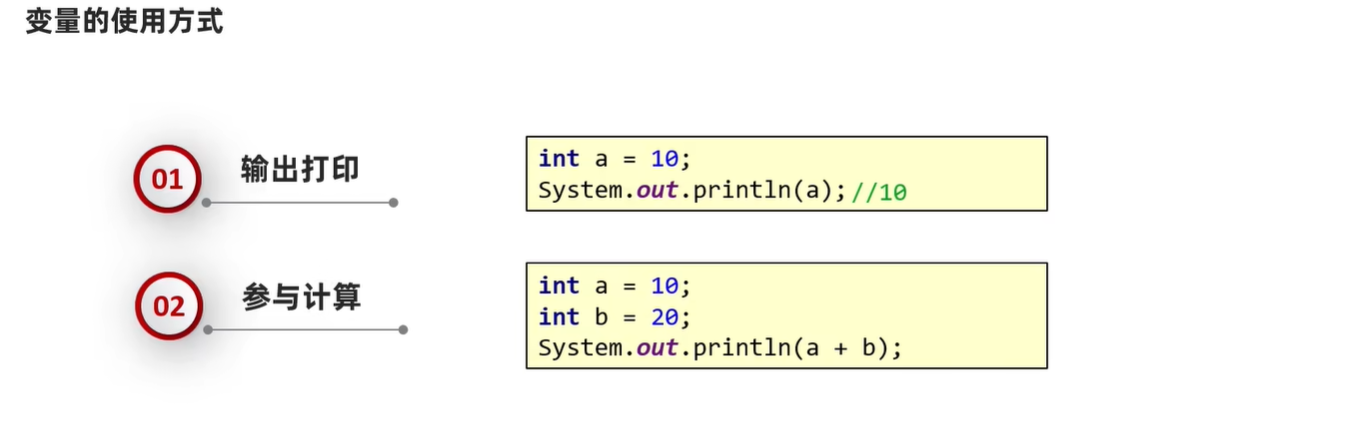 变量的使用方式
01 输出打印
int a = 10;
System.out.println(a);//10
02 参与计算
int a = 10;
int b = 20;
System.out.println(a + b);